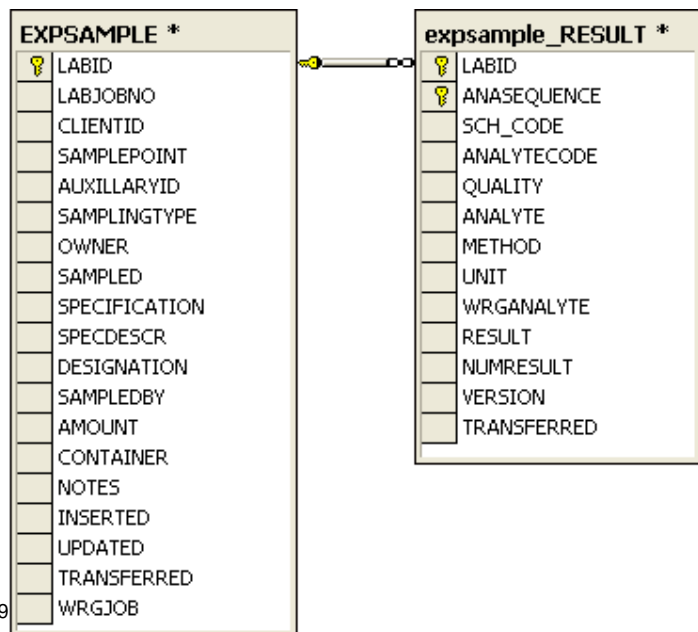 EXPSAMPLE *
LABID
LABJOBNO
CLIENTID
SAMPLEPOINT
AUXILLARYID
SAMPLINGTYPE
OWNER
SAMPLED
SPECIFICATION
SPECDESCR
DESIGNATION
SAMPLEDBY
AMOUNT
CONTAINER
NOTES
INSERTED
UPDATED
TRANSFERRED
9 WRGJOB
expsample_RESULT *
LABID
ANASEQUENCE
SCH_CODE
ANALYTECODE
QUALITY
ANALYTE
METHOD
UNIT
WRGANALYTE
RESULT
NUMRESULT
VERSION
TRANSFERRED